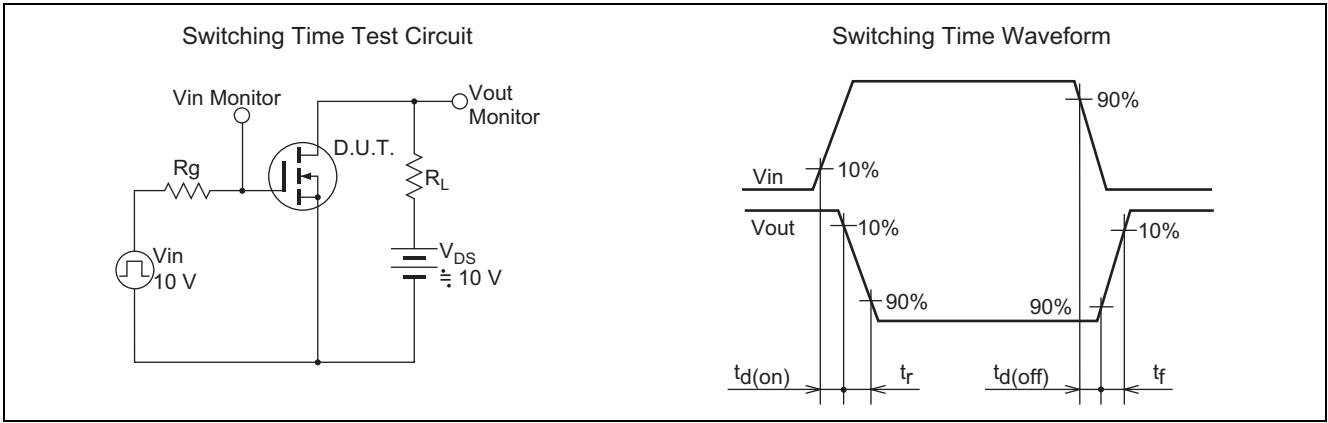 Switching Time Test Circuit
Vin Monitor
Vout
Monitor
D.U.T.
Rg
RL
Vin
10 V
VDS
≒ 10 V
Switching Time Waveform
90%
10%
Vin
Vout
10%
10%
90%
90%
td(on)
tr
td(off)
tf